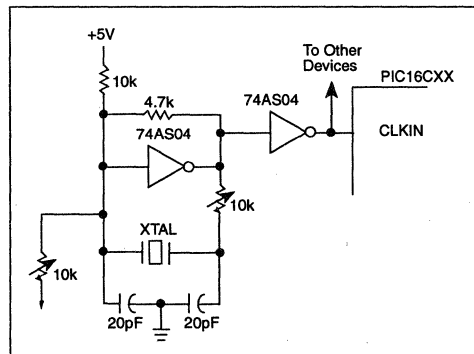 +5V
To Other
Devices
10k
PIC16CXX
4.7k
74AS04
74AS04
CLKIN
10k
XTAL
10k
20pF
20pF